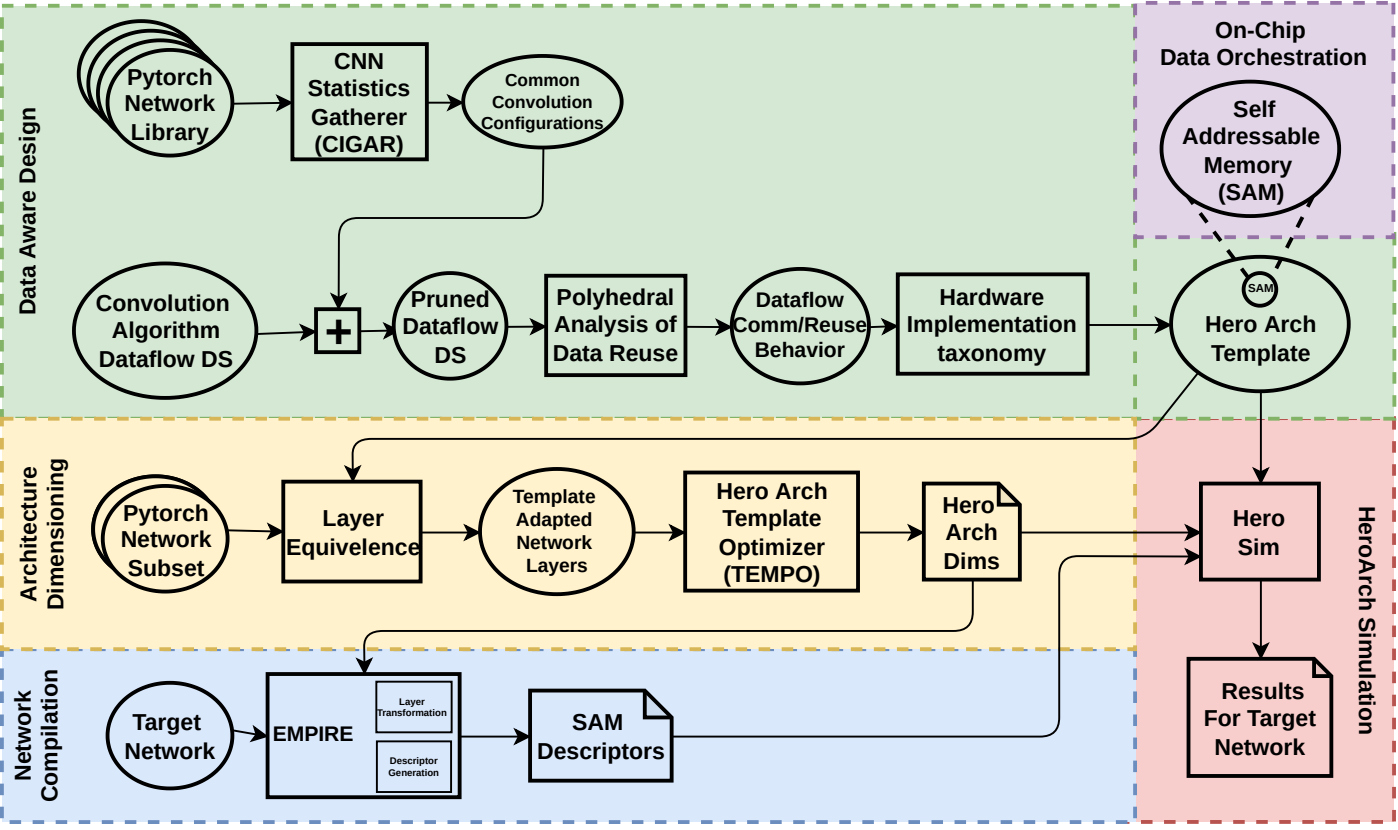 Data Aware Design
Pytorch
Network
Library
CNN
Statistics
Gatherer
(CIGAR)
Common
Convolution
Configurations
Convolution
Algorithm
Dataflow DS
+
Pruned
Dataflow
DS
Polyhedral
Analysis of
Data Reuse
Dataflow
Comm/Reuse
Behavior
Hardware
Implementation
taxonomy
On-Chip
Data Orchestration
Self
Addressable
Memory
(SAM)
SAM
Hero Arch
Template
Architecture
Dimensioning
Pytorch
Network
Subset
Layer
Equivelence
Template
Adapted
Network
Layers
Hero Arch
Template
Optimizer
(TEMPO)
Hero
Arch
Dims
Hero
Sim
HeroArch Simulation
Results
For Target
Network
Network
Compilation
Target
Network
EMPIRE
Layer
Transformation
Descriptor
Generation
SAM
Descriptors